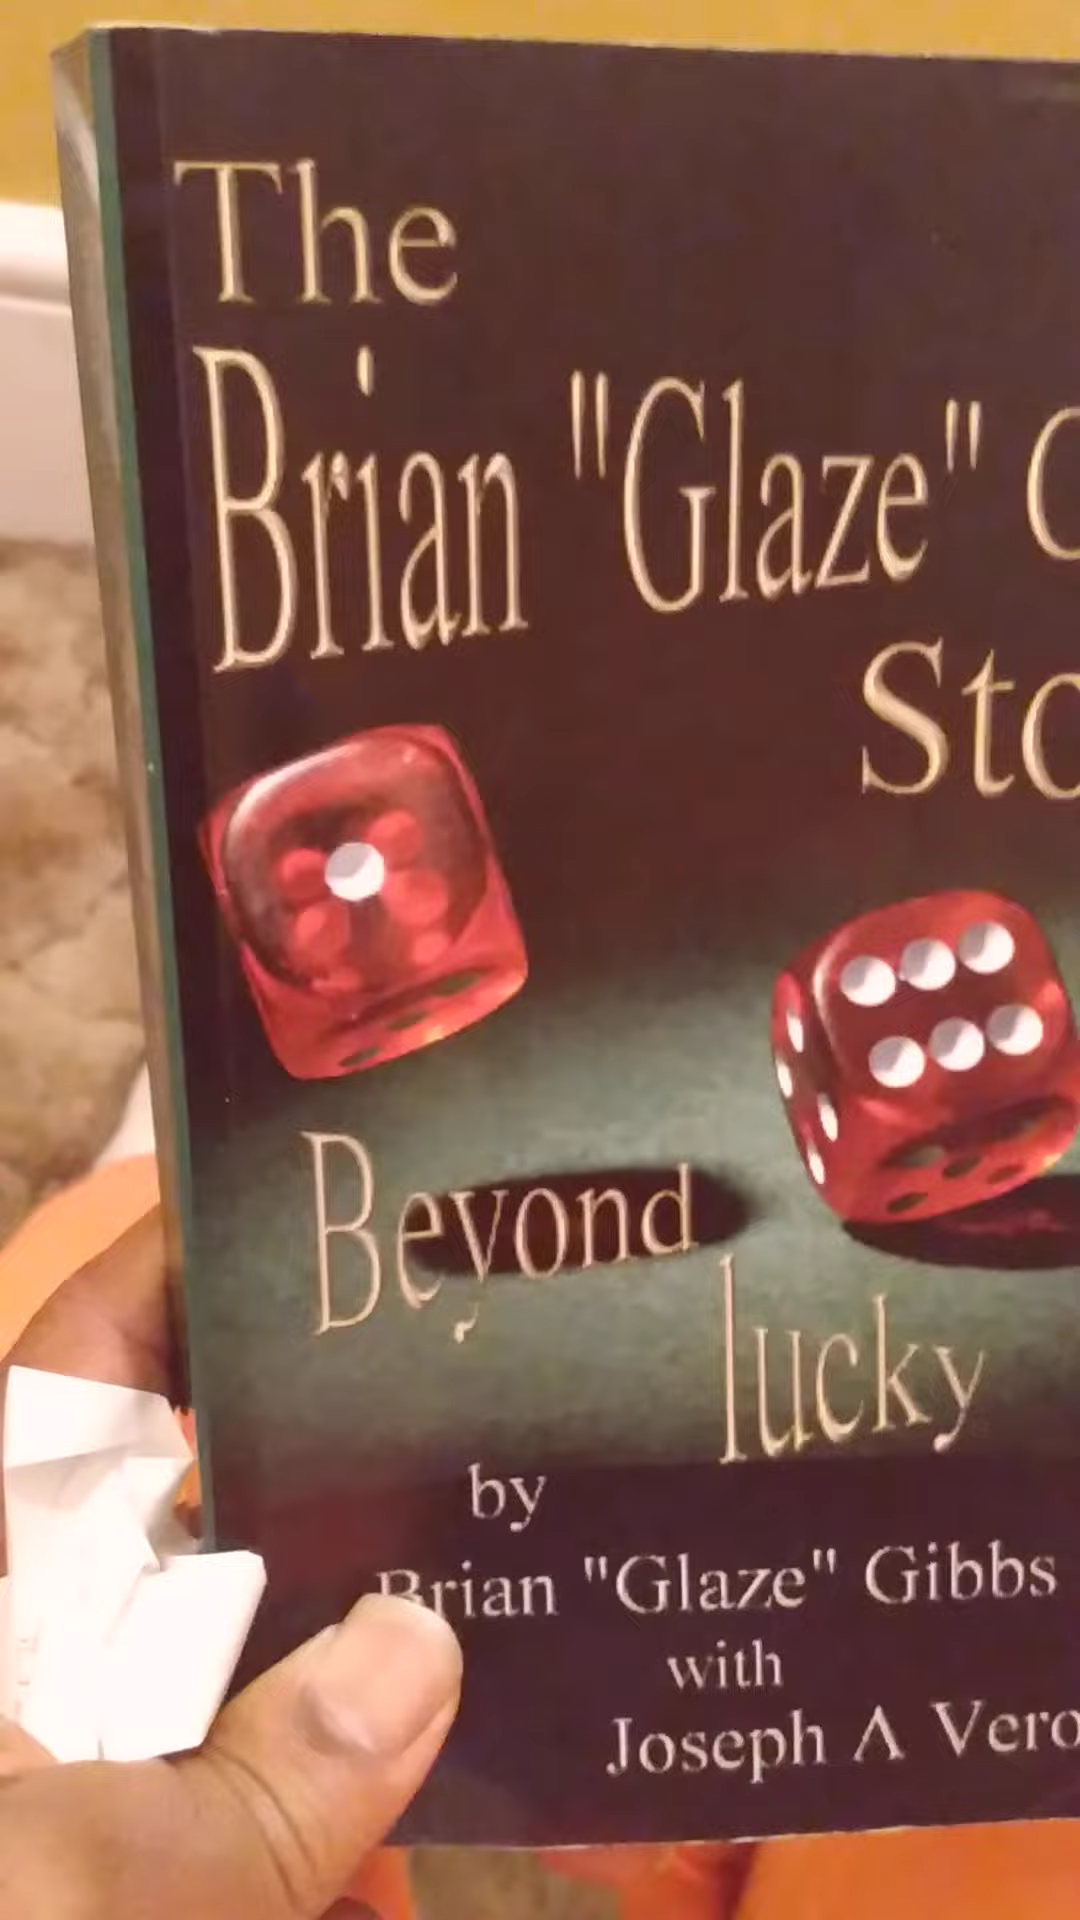 The
Brian "Glaze" G
Sto
Beyond
lucky
by
Brian "Glaze" Gibbs
with
Joseph A Vero